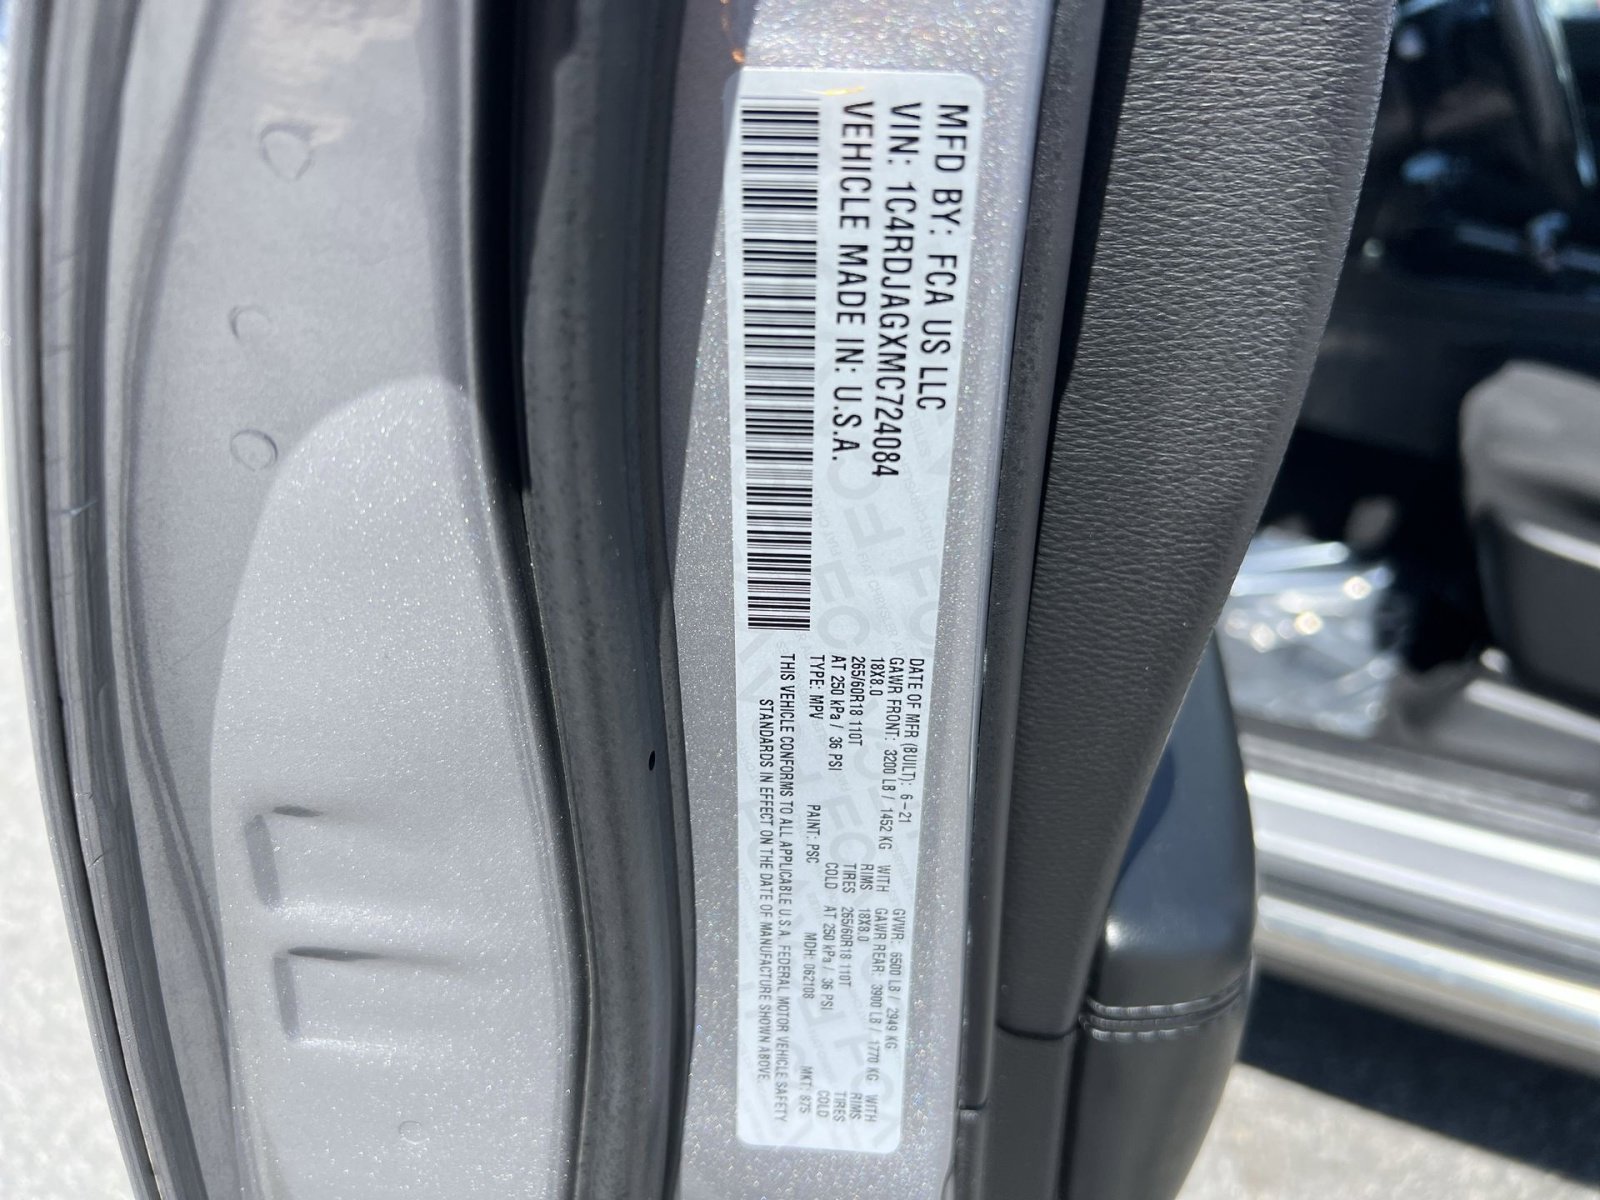 MFD BY: FCA US LLC
VIN: 1C4RDJAGXMC724084
VEHICLE MADE IN: U.S.A.
DATE OF MFR (BUILT): 6-21
GVWR: 6500 LB / 2949 KG
GAWR FRONT: 3200 LB / 1452 KG WITH
18X8.0 RIMS
265/60R18 110T TIRES
AT 250 kPa / 36 PSI COLD
GAWR REAR: 3900 LB / 1770 KG WITH
18X8.0 RIMS
265/60R18 110T TIRES
AT 250 kPa / 36 PSI COLD
TYPE: MPV PAINT: PSC MDH: 062108 MKT: 87S
THIS VEHICLE CONFORMS TO ALL APPLICABLE U.S.A. FEDERAL MOTOR VEHICLE SAFETY
STANDARDS IN EFFECT ON THE DATE OF MANUFACTURE SHOWN ABOVE.